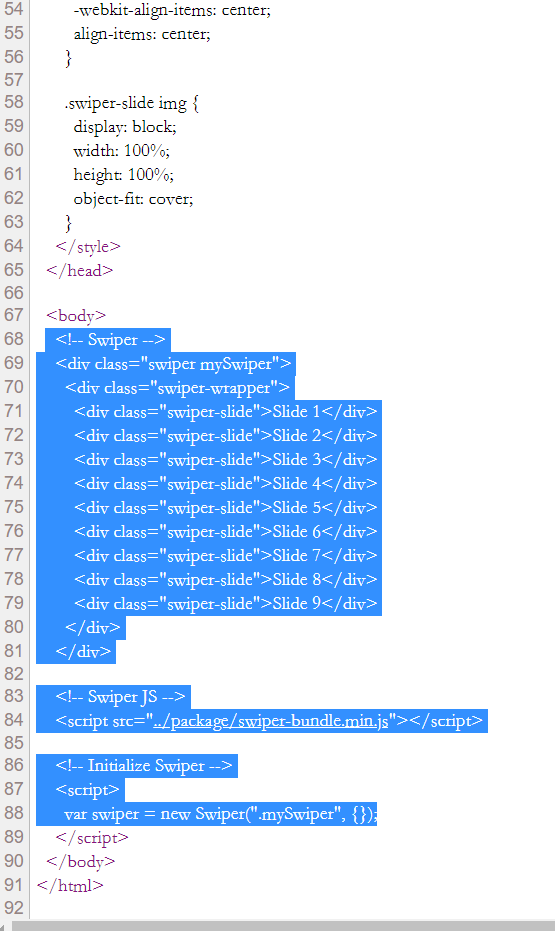 54 -webkit-align-items: center;
55 align-items: center;
56 }
57
58 .swiper-slide img {
59 display: block;
60 width: 100%;
61 height: 100%;
62 object-fit: cover;
63 }
64 </style>
65 </head>
66
67 <body>
68 <!-- Swiper -->
69 <div class="swiper mySwiper">
70 <div class="swiper-wrapper">
71 <div class="swiper-slide">Slide 1</div>
72 <div class="swiper-slide">Slide 2</div>
73 <div class="swiper-slide">Slide 3</div>
74 <div class="swiper-slide">Slide 4</div>
75 <div class="swiper-slide">Slide 5</div>
76 <div class="swiper-slide">Slide 6</div>
77 <div class="swiper-slide">Slide 7</div>
78 <div class="swiper-slide">Slide 8</div>
79 <div class="swiper-slide">Slide 9</div>
80 </div>
81 </div>
82
83 <!-- Swiper JS -->
84 <script src="../package/swiper-bundle.min.js"></script>
85
86 <!-- Initialize Swiper -->
87 <script>
88 var swiper = new Swiper(".mySwiper", {});
89 </script>
90 </body>
91 </html>
92